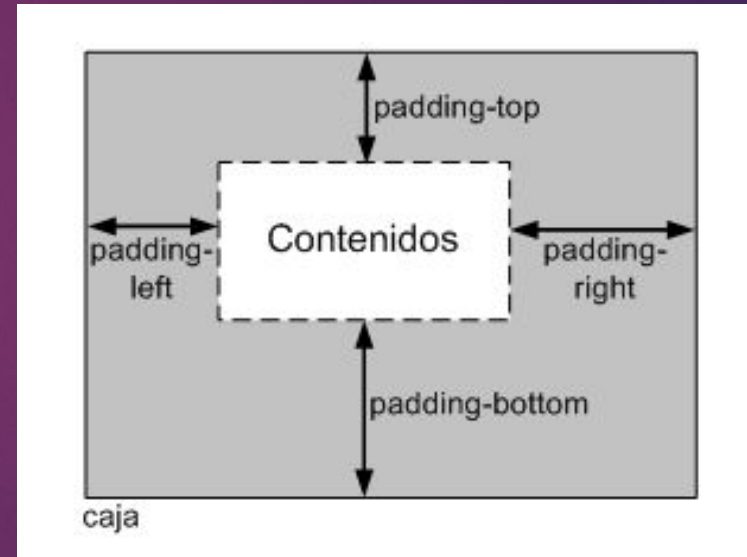 padding-top
Contenidos
padding-
left
padding-
right
padding-bottom
caja